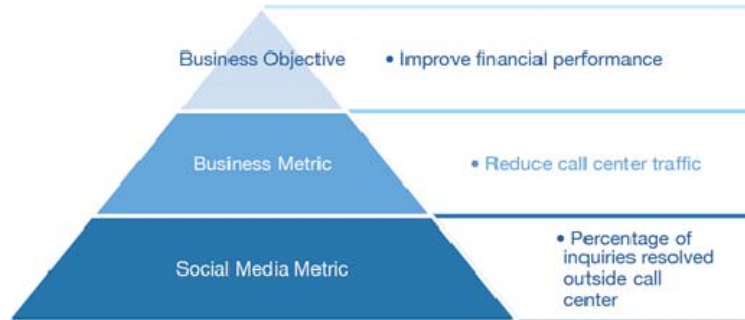 Business Objective
• Improve financial performance
Business Metric
• Reduce call center traffic
Social Media Metric
• Percentage of
inquiries resolved
outside call
center